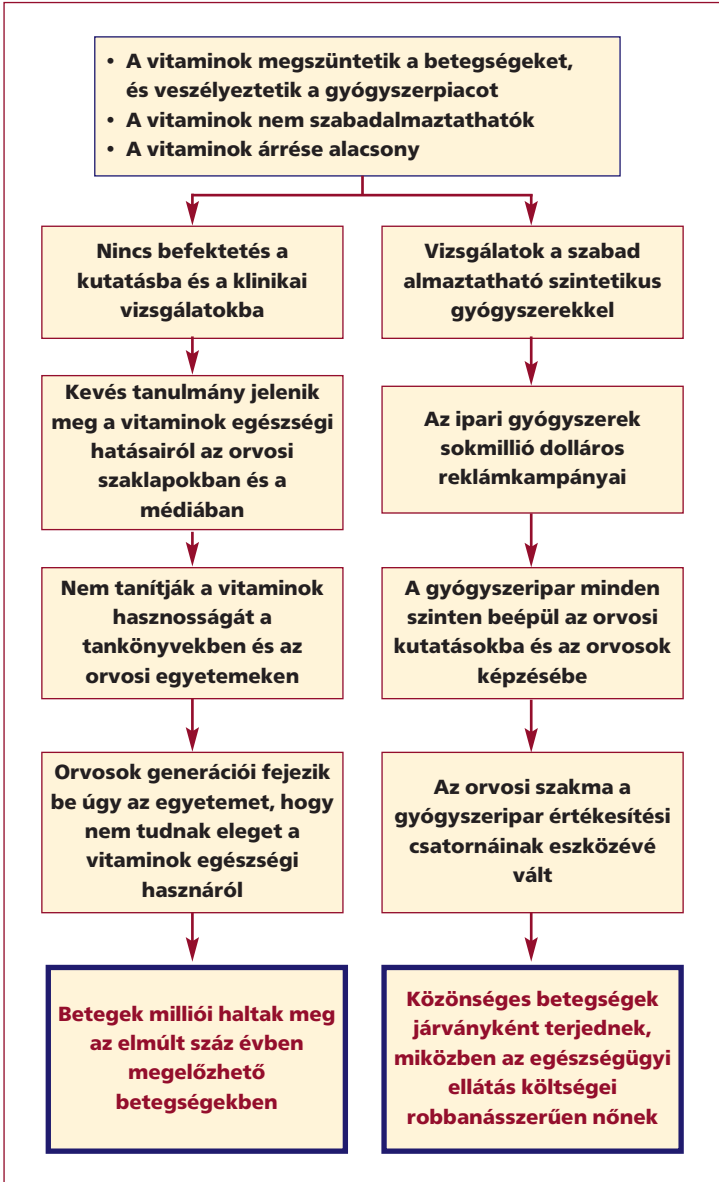 • A vitaminok megszüntetik a betegségeket,
és veszélyeztetik a gyógyszerpiacot
• A vitaminok nem szabadalmaztathatók
• A vitaminok árrése alacsony
Nincs befektetés a
kutatásba és a klinikai
vizsgálatokba
Kevés tanulmány jelenik
meg a vitaminok egészségi
hatásairól az orvosi
szaklapokban és a
médiában
Nem tanítják a vitaminok
hasznosságát a
tankönyvekben és az
orvosi egyetemeken
Orvosok generációi fejezik
be úgy az egyetemet, hogy
nem tudnak eleget a
vitaminok egészségi
hasznáról
Betegek milliói haltak meg
az elmúlt száz évben
megelőzhető
betegségekben
Vizsgálatok a szabad
almaztatható szintetikus
gyógyszerekkel
Az ipari gyógyszerek
sokmillió dolláros
reklámkampányai
A gyógyszeripar minden
szinten beépül az orvosi
kutatásokba és az orvosok
képzésébe
Az orvosi szakma a
gyógyszeripar értékesítési
csatornáinak eszközévé
vált
Közönséges betegségek
járványként terjednek,
miközben az egészségügyi
ellátás költségei
robbanásszerűen nőnek